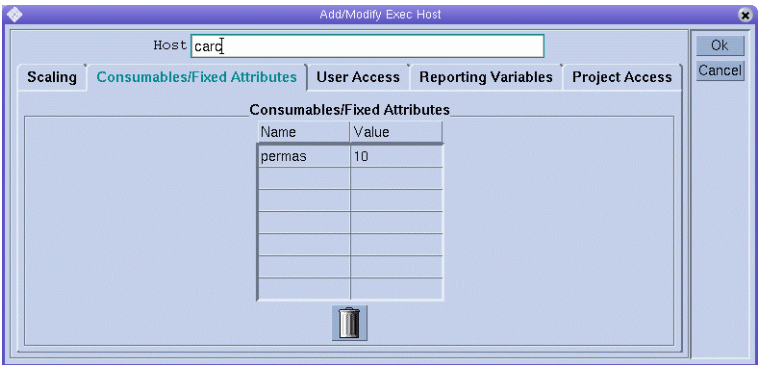 Add/Modify Exec Host
Host carc
Ok
Cancel
Scaling Consumables/Fixed Attributes User Access Reporting Variables Project Access
Consumables/Fixed Attributes
Name Value
permas 10